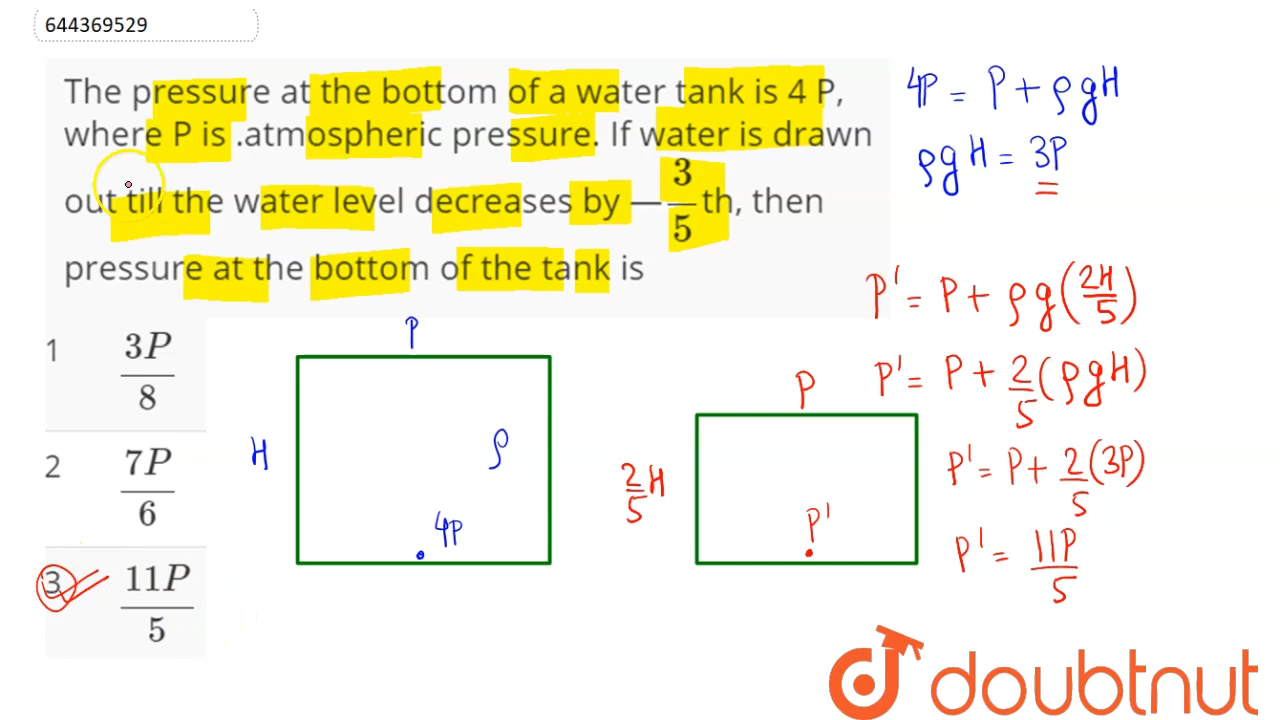 644369529
The pressure at the bottom of a water tank is 4 P,
where P is .atmospheric pressure. If water is drawn
out till the water level decreases by —3/5 th, then
pressure at the bottom of the tank is
1 3P/8
2 7P/6
3 11P/5
4P = P + ρgH
ρgH = 3P
P' = P + ρg(2H/5)
P' = P + 2/5(ρgH)
P' = P + 2/5(3P)
P' = 11P/5
P
H
ρ
4P
P
2/5 H
P'
doubtnut